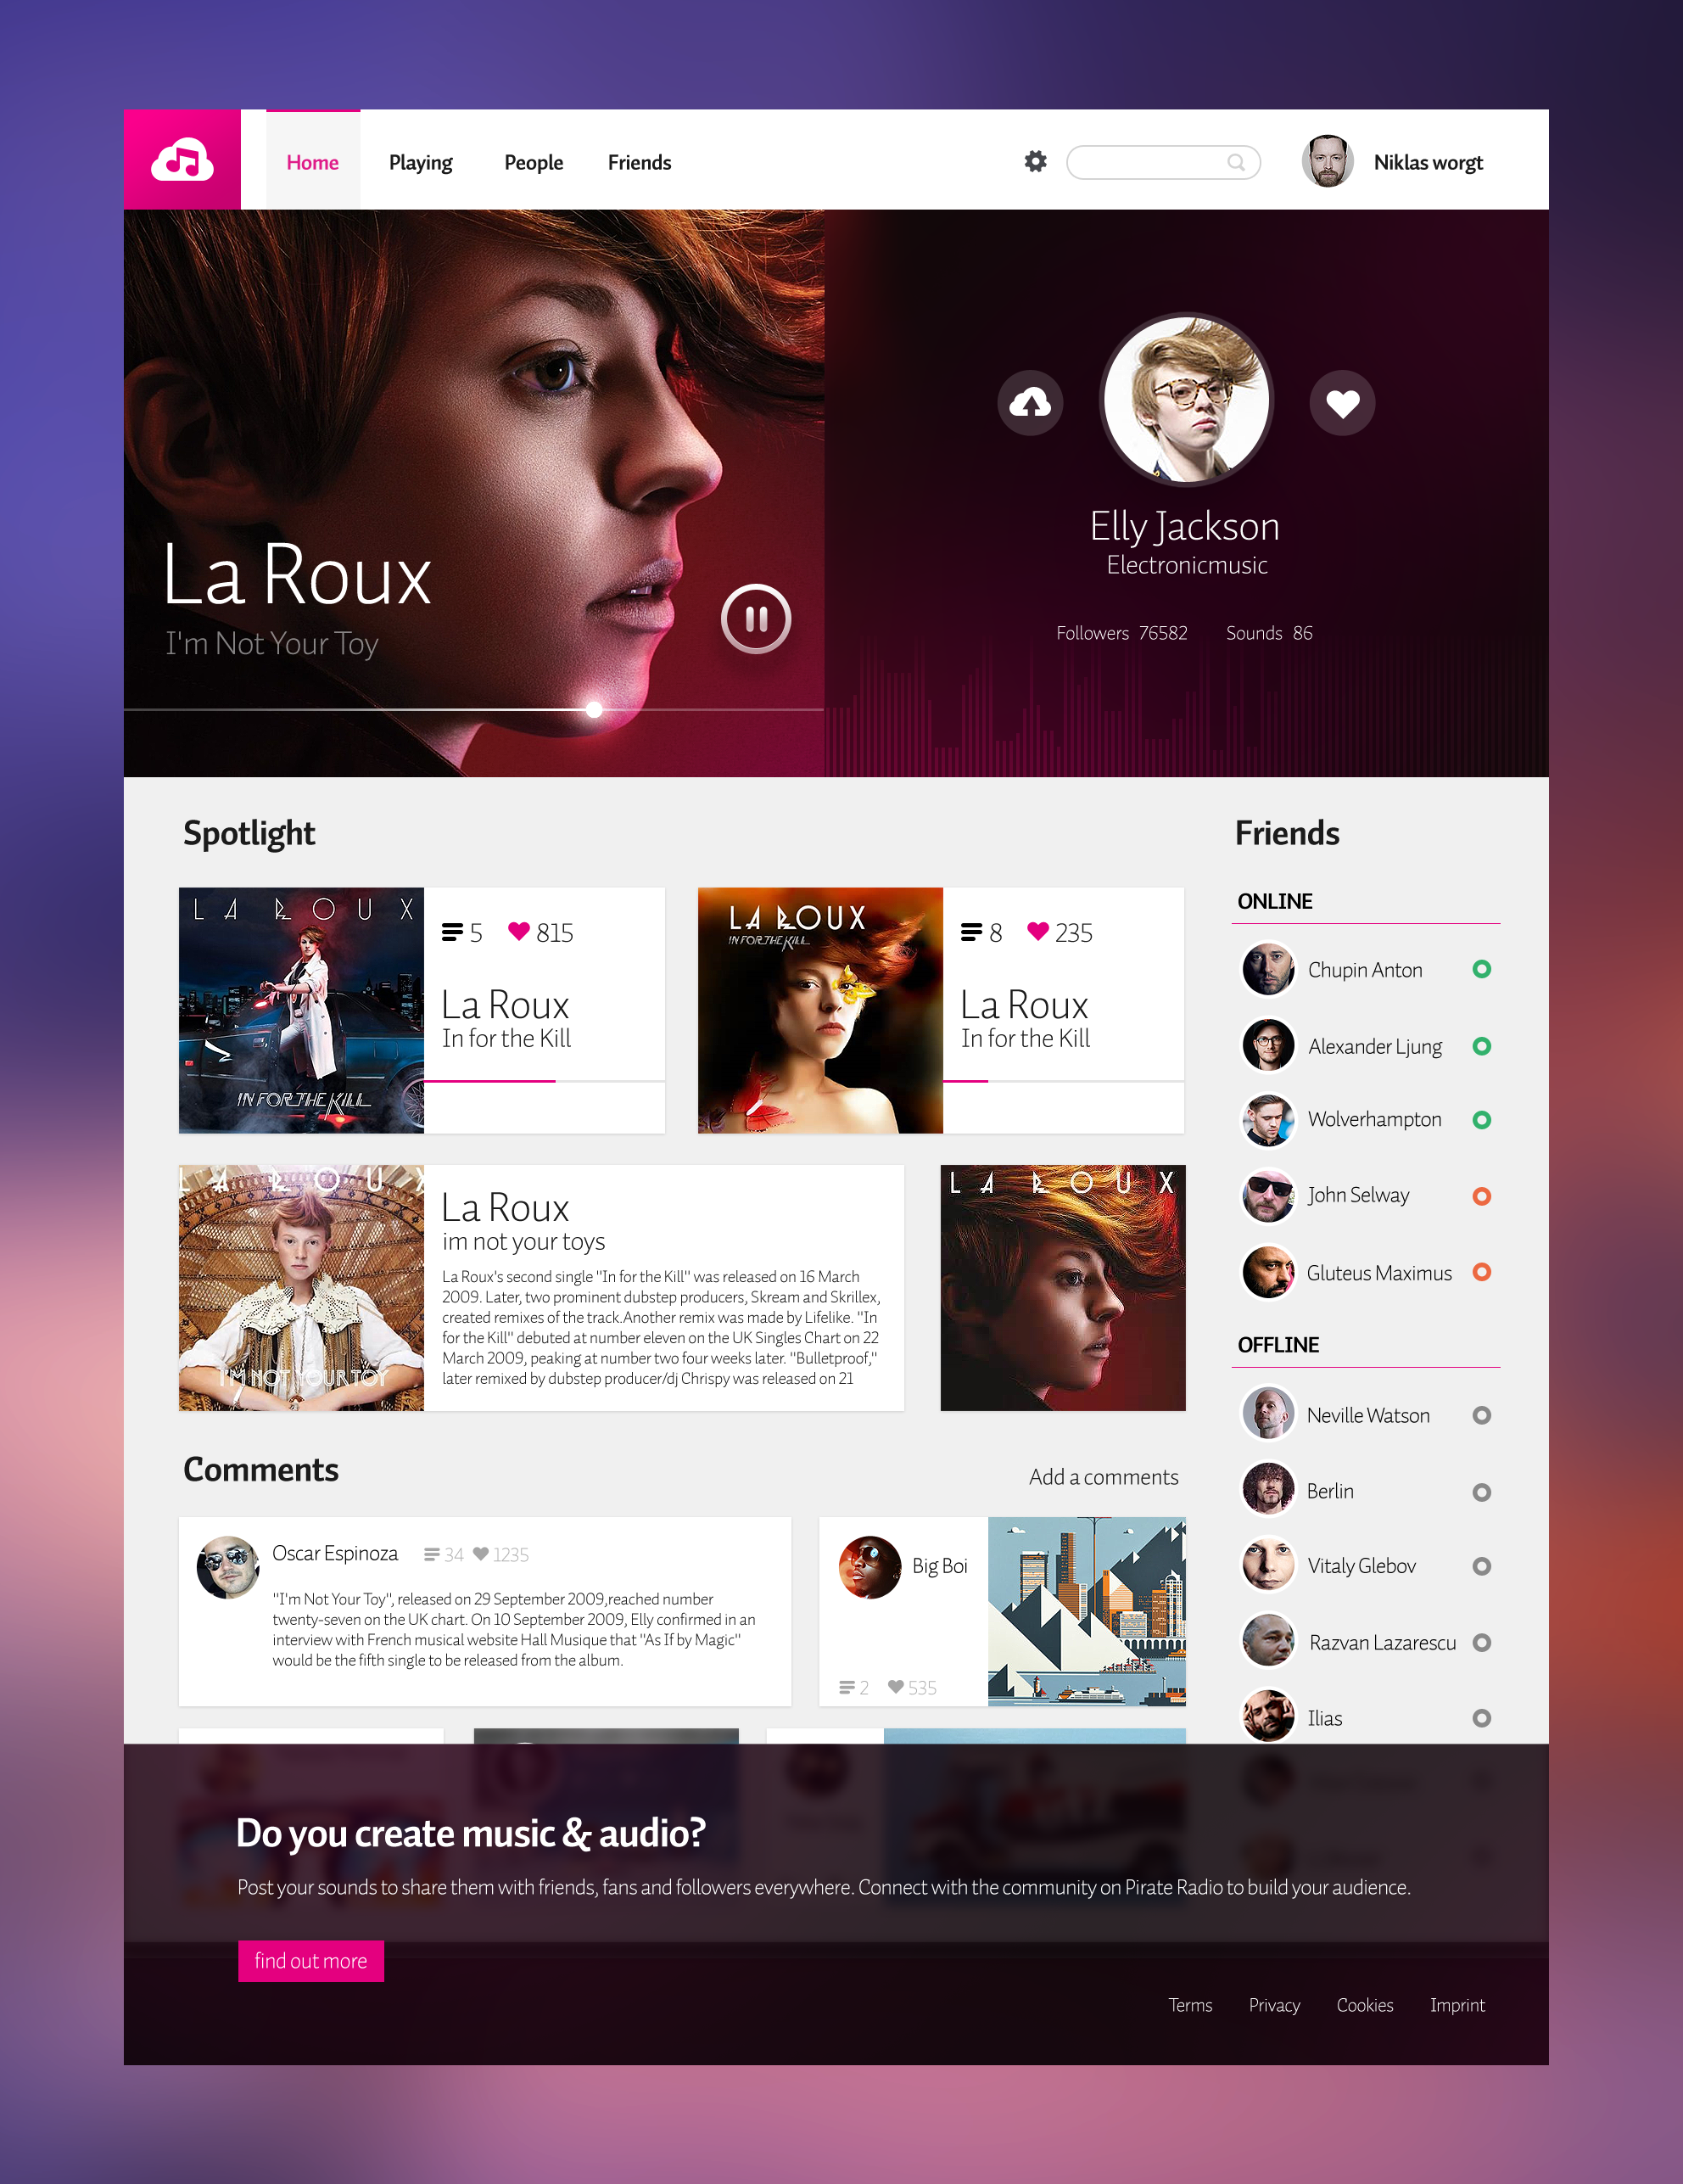 Home Playing People Friends Niklas worgt
La Roux
I'm Not Your Toy
Elly Jackson
Electronicmusic
Followers 76582 Sounds 86
Spotlight
LA ROUX
IN FOR THE KILL
5 815
La Roux
In for the Kill
LA ROUX
IN FOR THE KILL
8 235
La Roux
In for the Kill
LA ROUX
I'M NOT YOUR TOY
La Roux
im not your toys
La Roux's second single "In for the Kill" was released on 16 March
2009. Later, two prominent dubstep producers, Skream and Skrillex,
created remixes of the track.Another remix was made by Lifelike. "In
for the Kill" debuted at number eleven on the UK Singles Chart on 22
March 2009, peaking at number two four weeks later. "Bulletproof,"
later remixed by dubstep producer/dj Chrispy was released on 21
LA ROUX
Comments
Add a comments
Oscar Espinoza 34 1235
"I'm Not Your Toy", released on 29 September 2009,reached number
twenty-seven on the UK chart. On 10 September 2009, Elly confirmed in an
interview with French musical website Hall Musique that "As If by Magic"
would be the fifth single to be released from the album.
Big Boi
2 535
Friends
ONLINE
Chupin Anton
Alexander Ljung
Wolverhampton
John Selway
Gluteus Maximus
OFFLINE
Neville Watson
Berlin
Vitaly Glebov
Razvan Lazarescu
Ilias
Do you create music & audio?
Post your sounds to share them with friends, fans and followers everywhere. Connect with the community on Pirate Radio to build your audience.
find out more
Terms Privacy Cookies Imprint